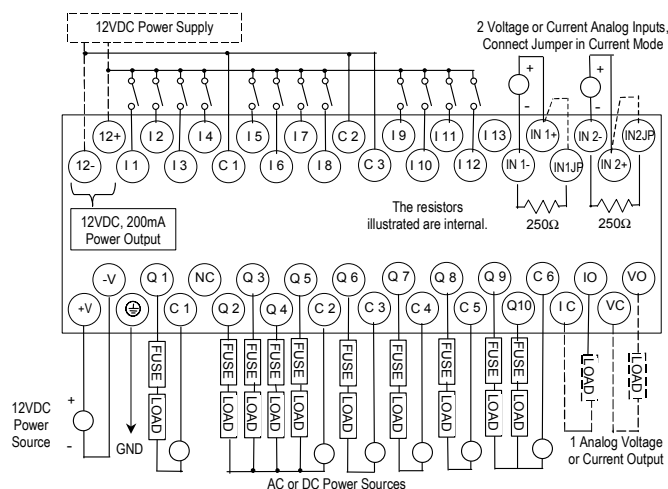 12VDC Power Supply
2 Voltage or Current Analog Inputs,
Connect Jumper in Current Mode
+ +
- -
12+ I 2 I 4 I 5 I 7 C 2 I 9 I 11 I 13 IN 1+ IN 2- IN2JP
12- I 1 I 3 C 1 I 6 I 8 C 3 I 10 I 12 IN 1- IN1JP IN 2+
12VDC, 200mA
Power Output
The resistors
illustrated are internal.
250Ω 250Ω
-V Q 1 NC Q 3 Q 5 Q 6 Q 7 Q 8 Q 9 C 6 IO VO
+V C 1 Q 2 Q 4 C 2 C 3 C 4 C 5 Q10 I C VC
FUSE FUSE FUSE FUSE FUSE FUSE FUSE FUSE FUSE FUSE
LOAD LOAD LOAD LOAD LOAD LOAD LOAD LOAD LOAD LOAD LOAD LOAD
12VDC
Power
Source
+
-
GND
AC or DC Power Sources
1 Analog Voltage
or Current Output